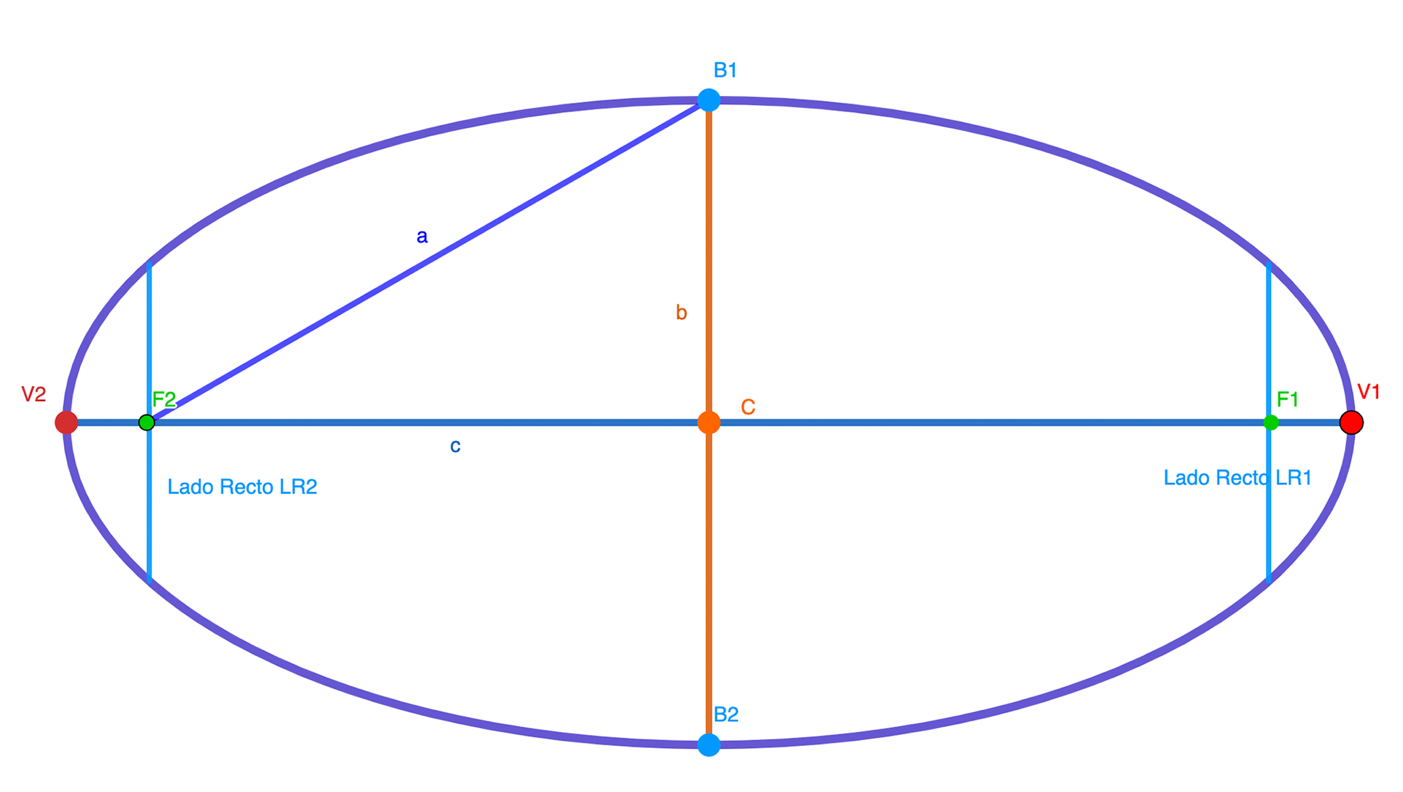 B1
a
b
V2
F2
C
F1
V1
c
Lado Recto LR2
Lado Recto LR1
B2